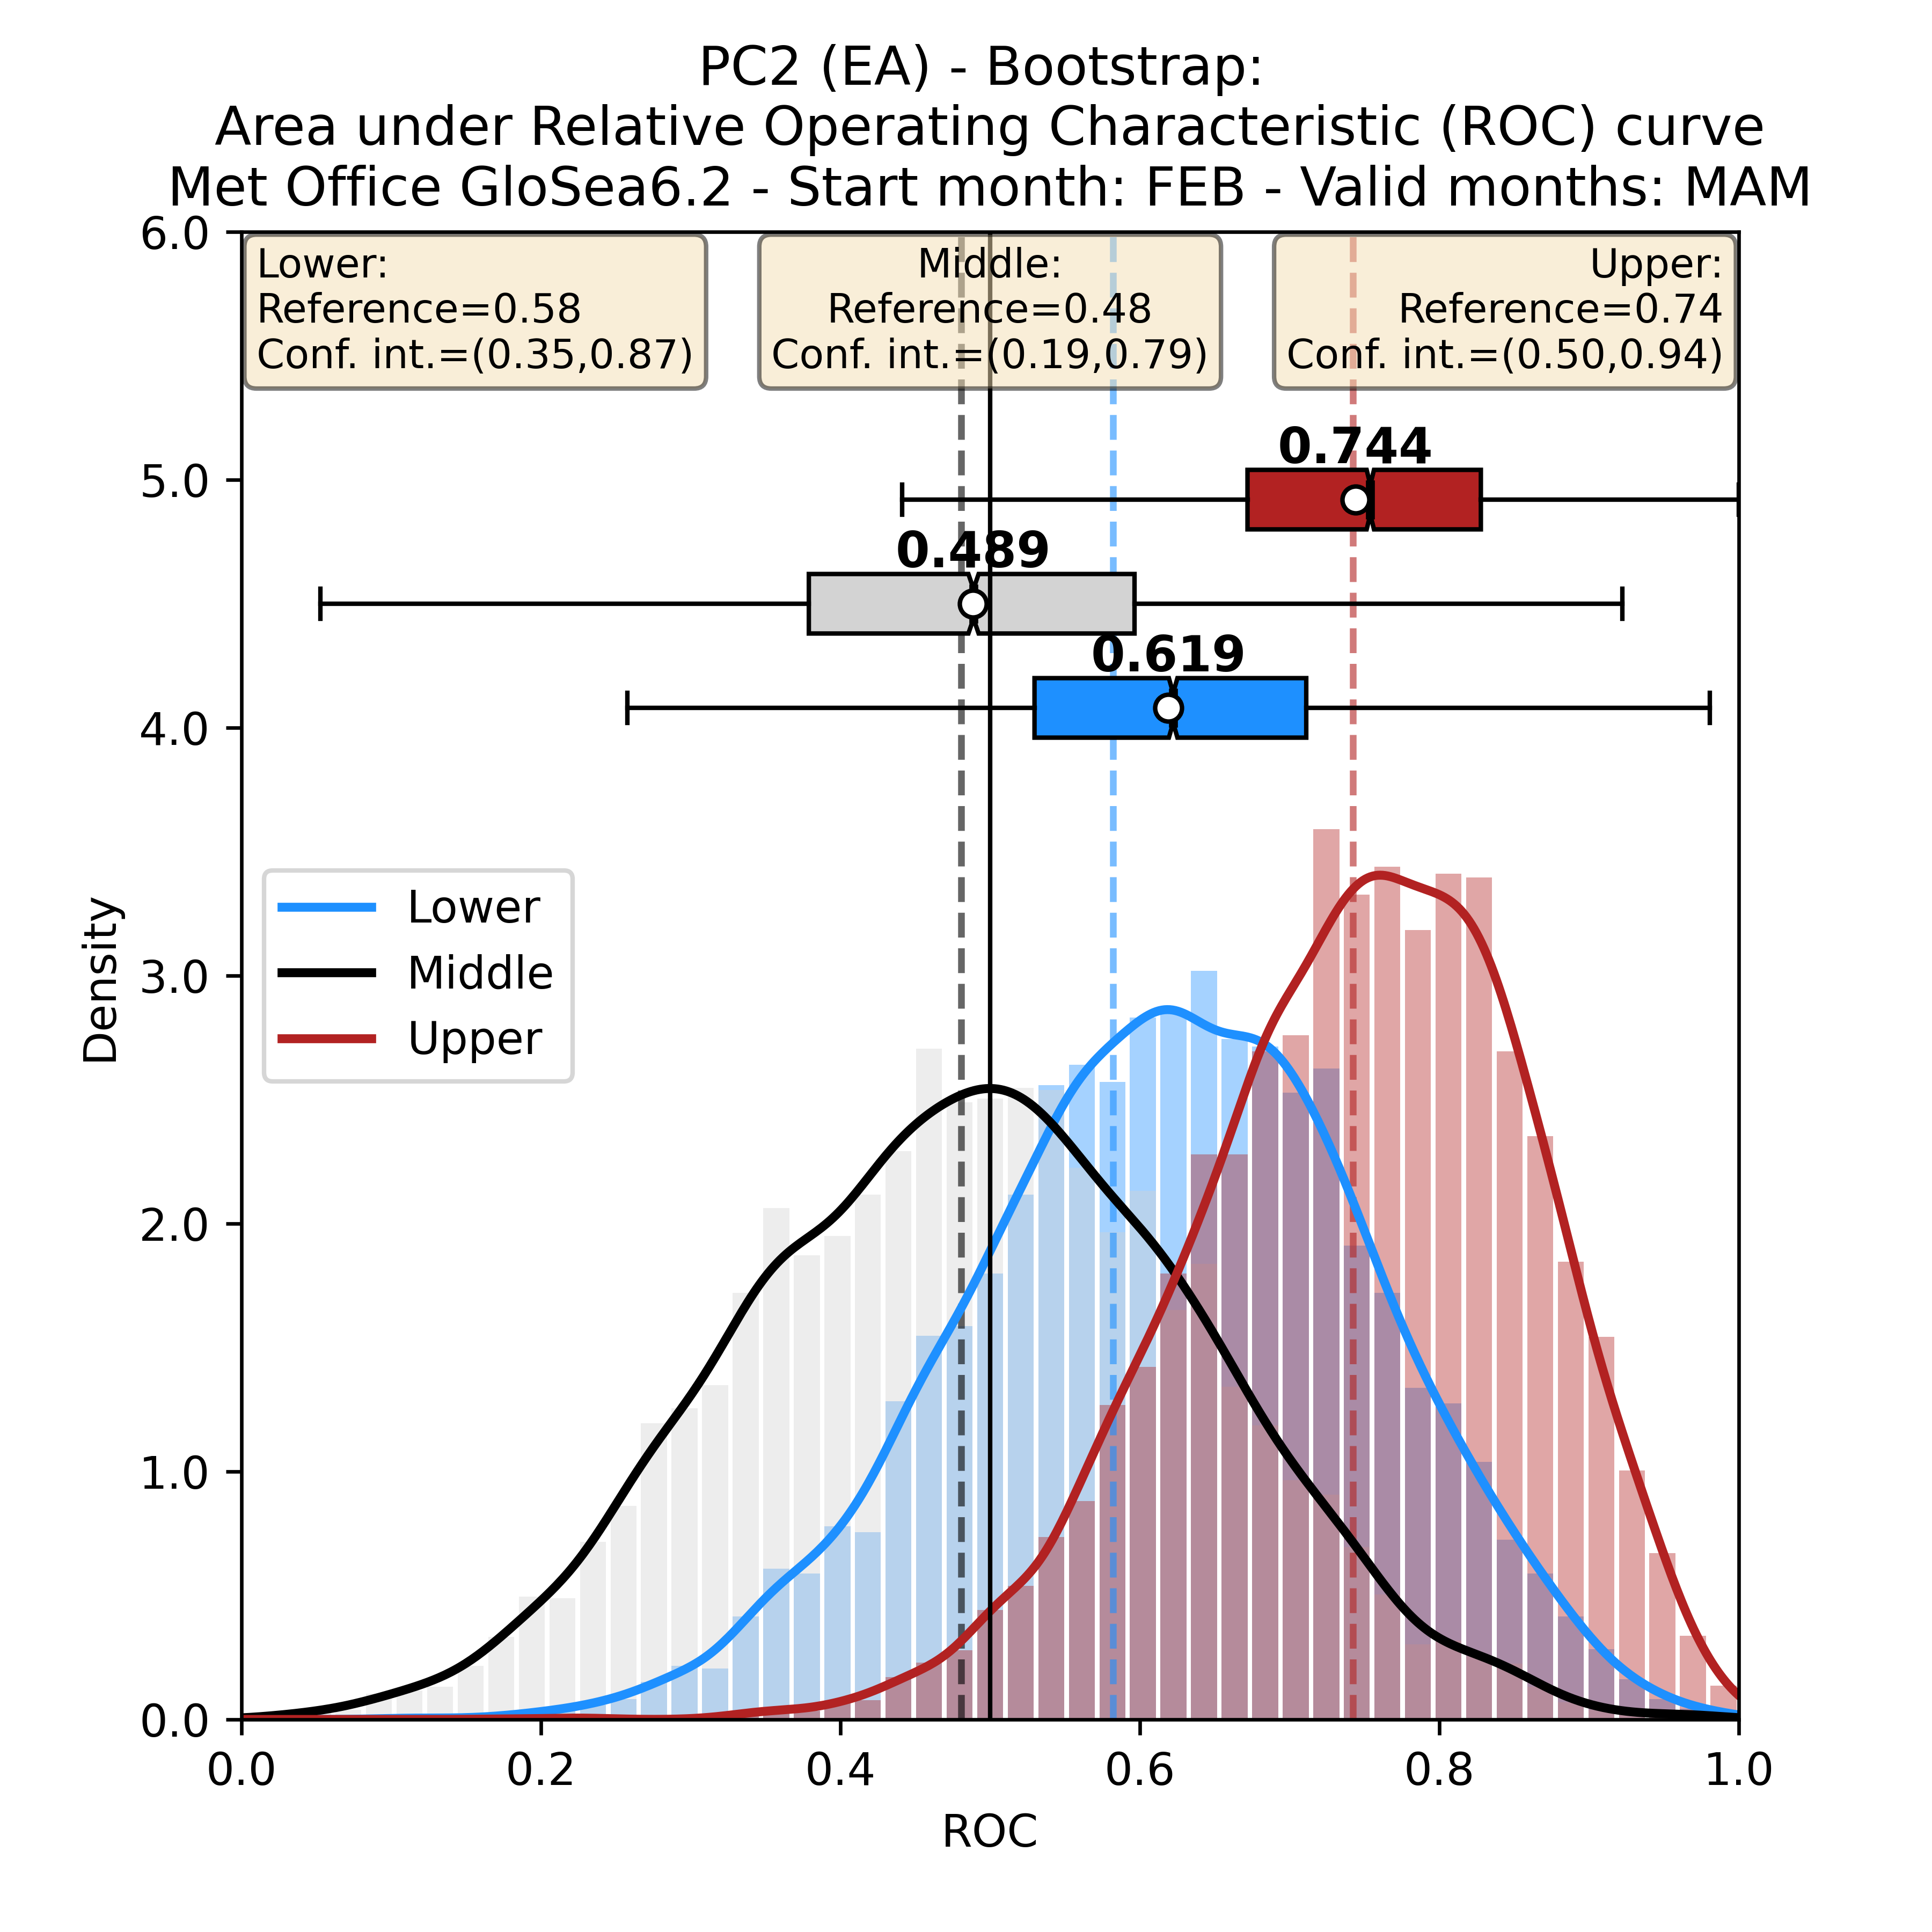 PC2 (EA) - Bootstrap:
Area under Relative Operating Characteristic (ROC) curve
Met Office GloSea6.2 - Start month: FEB - Valid months: MAM
6.0
Lower:
Reference=0.58
Conf. int.=(0.35,0.87)
Middle:
Reference=0.48
Conf. int.=(0.19,0.79)
Upper:
Reference=0.74
Conf. int.=(0.50,0.94)
0.744
5.0
0.489
0.619
4.0
Lower
Middle
Upper
Density
3.0
2.0
1.0
0.0
0.0 0.2 0.4 0.6 0.8 1.0
ROC